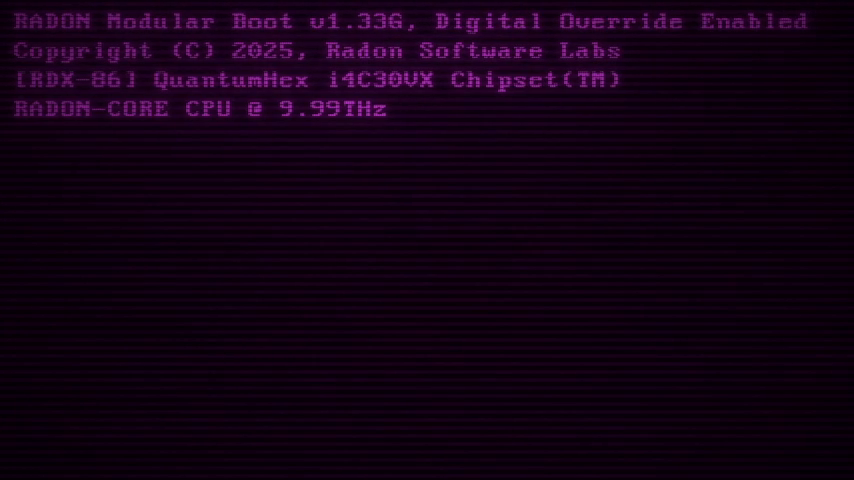 RADON Modular Boot v1.33G, Digital Override Enabled
Copyright (C) 2025, Radon Software Labs
[RDX-86] QuantumHex i4C30VX Chipset(TM)
RADON-CORE CPU @ 9.99THz